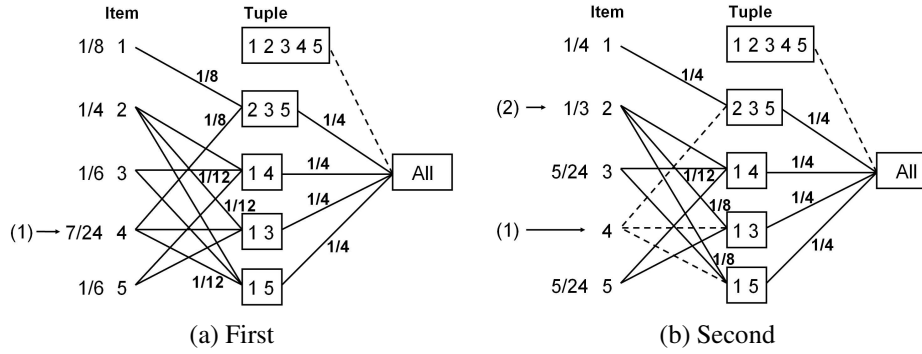 Item Tuple
1/8 1
1 2 3 4 5
1/8
1/4 2
1/8
2 3 5
1/4
1/6 3
1/12
1 4
1/4
All
1/12
(1) 7/24 4
1 3
1/4
1/12
1/6 5
1 5
1/4
(a) First
Item Tuple
1/4 1
1 2 3 4 5
1/4
(2) 1/3 2
2 3 5
1/4
5/24 3
1/12
1 4
1/4
All
1/8
(1) 4
1 3
1/4
1/8
5/24 5
1 5
1/4
(b) Second